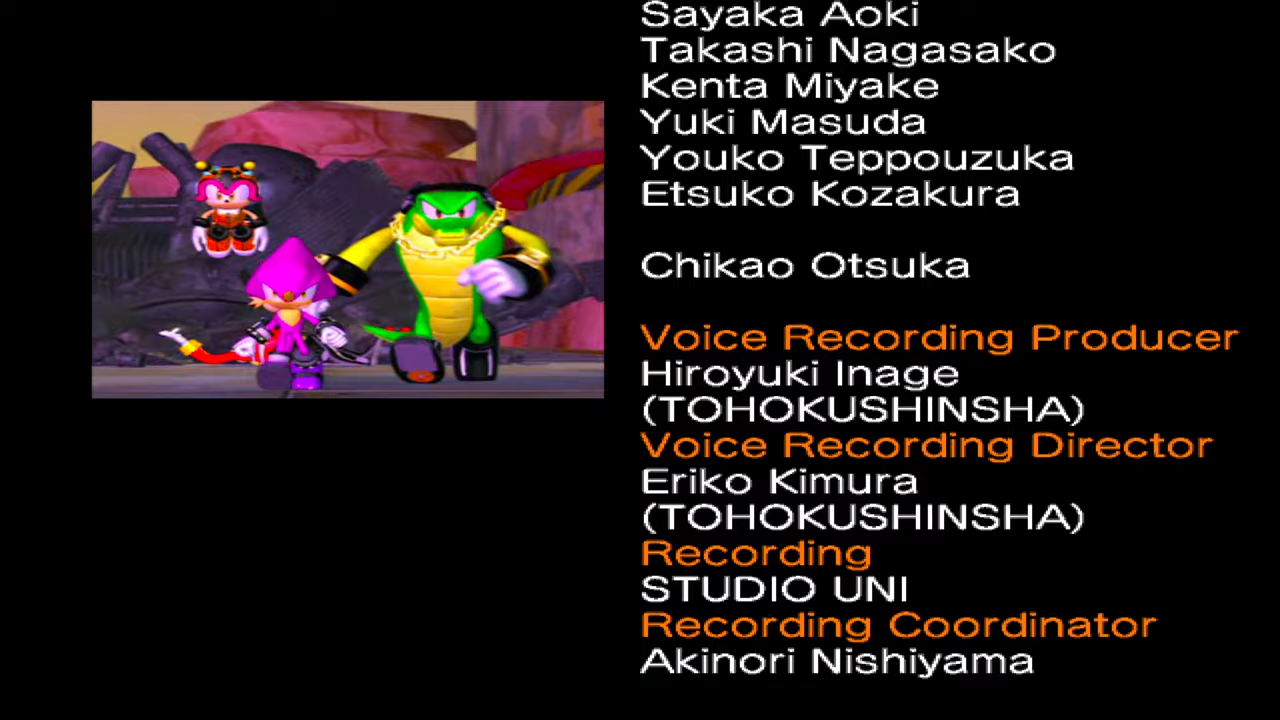 Sayaka Aoki
Takashi Nagasako
Kenta Miyake
Yuki Masuda
Youko Teppouzuka
Etsuko Kozakura
Chikao Otsuka
Voice Recording Producer
Hiroyuki Inage
(TOHOKUSHINSHA)
Voice Recording Director
Eriko Kimura
(TOHOKUSHINSHA)
Recording
STUDIO UNI
Recording Coordinator
Akinori Nishiyama